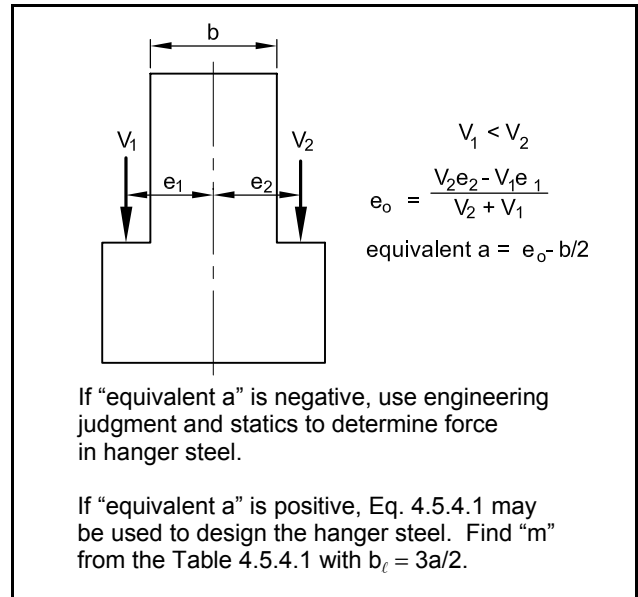 b
V₁
V₂
e₁
e₂
V₁ < V₂
eₒ = V₂e₂ - V₁e₁
V₂ + V₁
equivalent a = eₒ- b/2
If “equivalent a” is negative, use engineering
judgment and statics to determine force
in hanger steel.
If “equivalent a” is positive, Eq. 4.5.4.1 may
be used to design the hanger steel. Find “m”
from the Table 4.5.4.1 with bℓ = 3a/2.